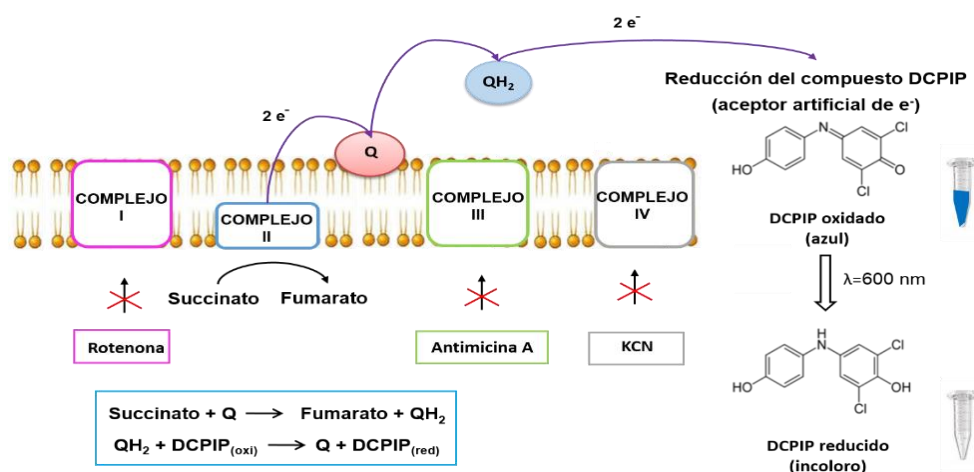 2 e⁻
QH₂
Reducción del compuesto DCPIP
(aceptor artificial de e⁻)
2 e⁻
Q
N
Cl
HO
O
Cl
COMPLEJO
I
COMPLEJO
II
COMPLEJO
III
COMPLEJO
IV
DCPIP oxidado
(azul)
Succinato
Fumarato
λ=600 nm
Rotenona
Antimicina A
KCN
H
N
Cl
HO
OH
Cl
Succinato + Q ⟶ Fumarato + QH₂
QH₂ + DCPIP(oxi) ⟶ Q + DCPIP(red)
DCPIP reducido
(incoloro)